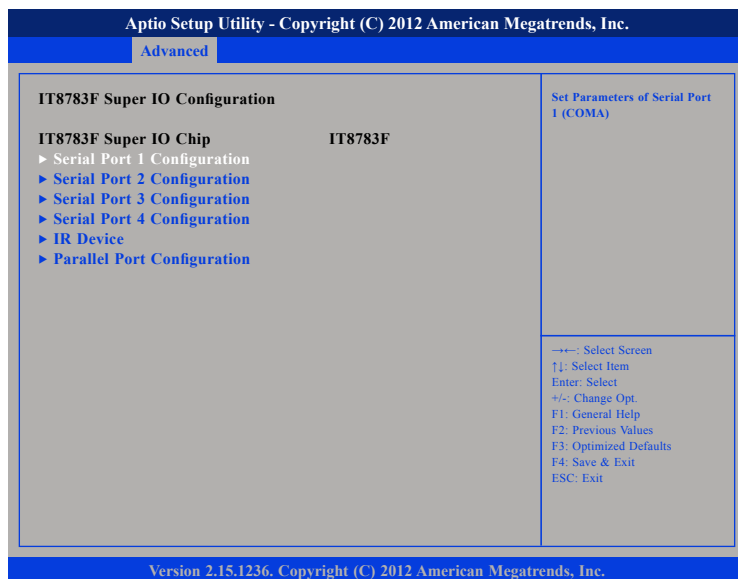 Aptio Setup Utility - Copyright (C) 2012 American Megatrends, Inc.
Advanced
IT8783F Super IO Configuration
IT8783F Super IO Chip IT8783F
► Serial Port 1 Configuration
► Serial Port 2 Configuration
► Serial Port 3 Configuration
► Serial Port 4 Configuration
► IR Device
► Parallel Port Configuration
Set Parameters of Serial Port
1 (COMA)
→←: Select Screen
↑↓: Select Item
Enter: Select
+/-: Change Opt.
F1: General Help
F2: Previous Values
F3: Optimized Defaults
F4: Save & Exit
ESC: Exit
Version 2.15.1236. Copyright (C) 2012 American Megatrends, Inc.